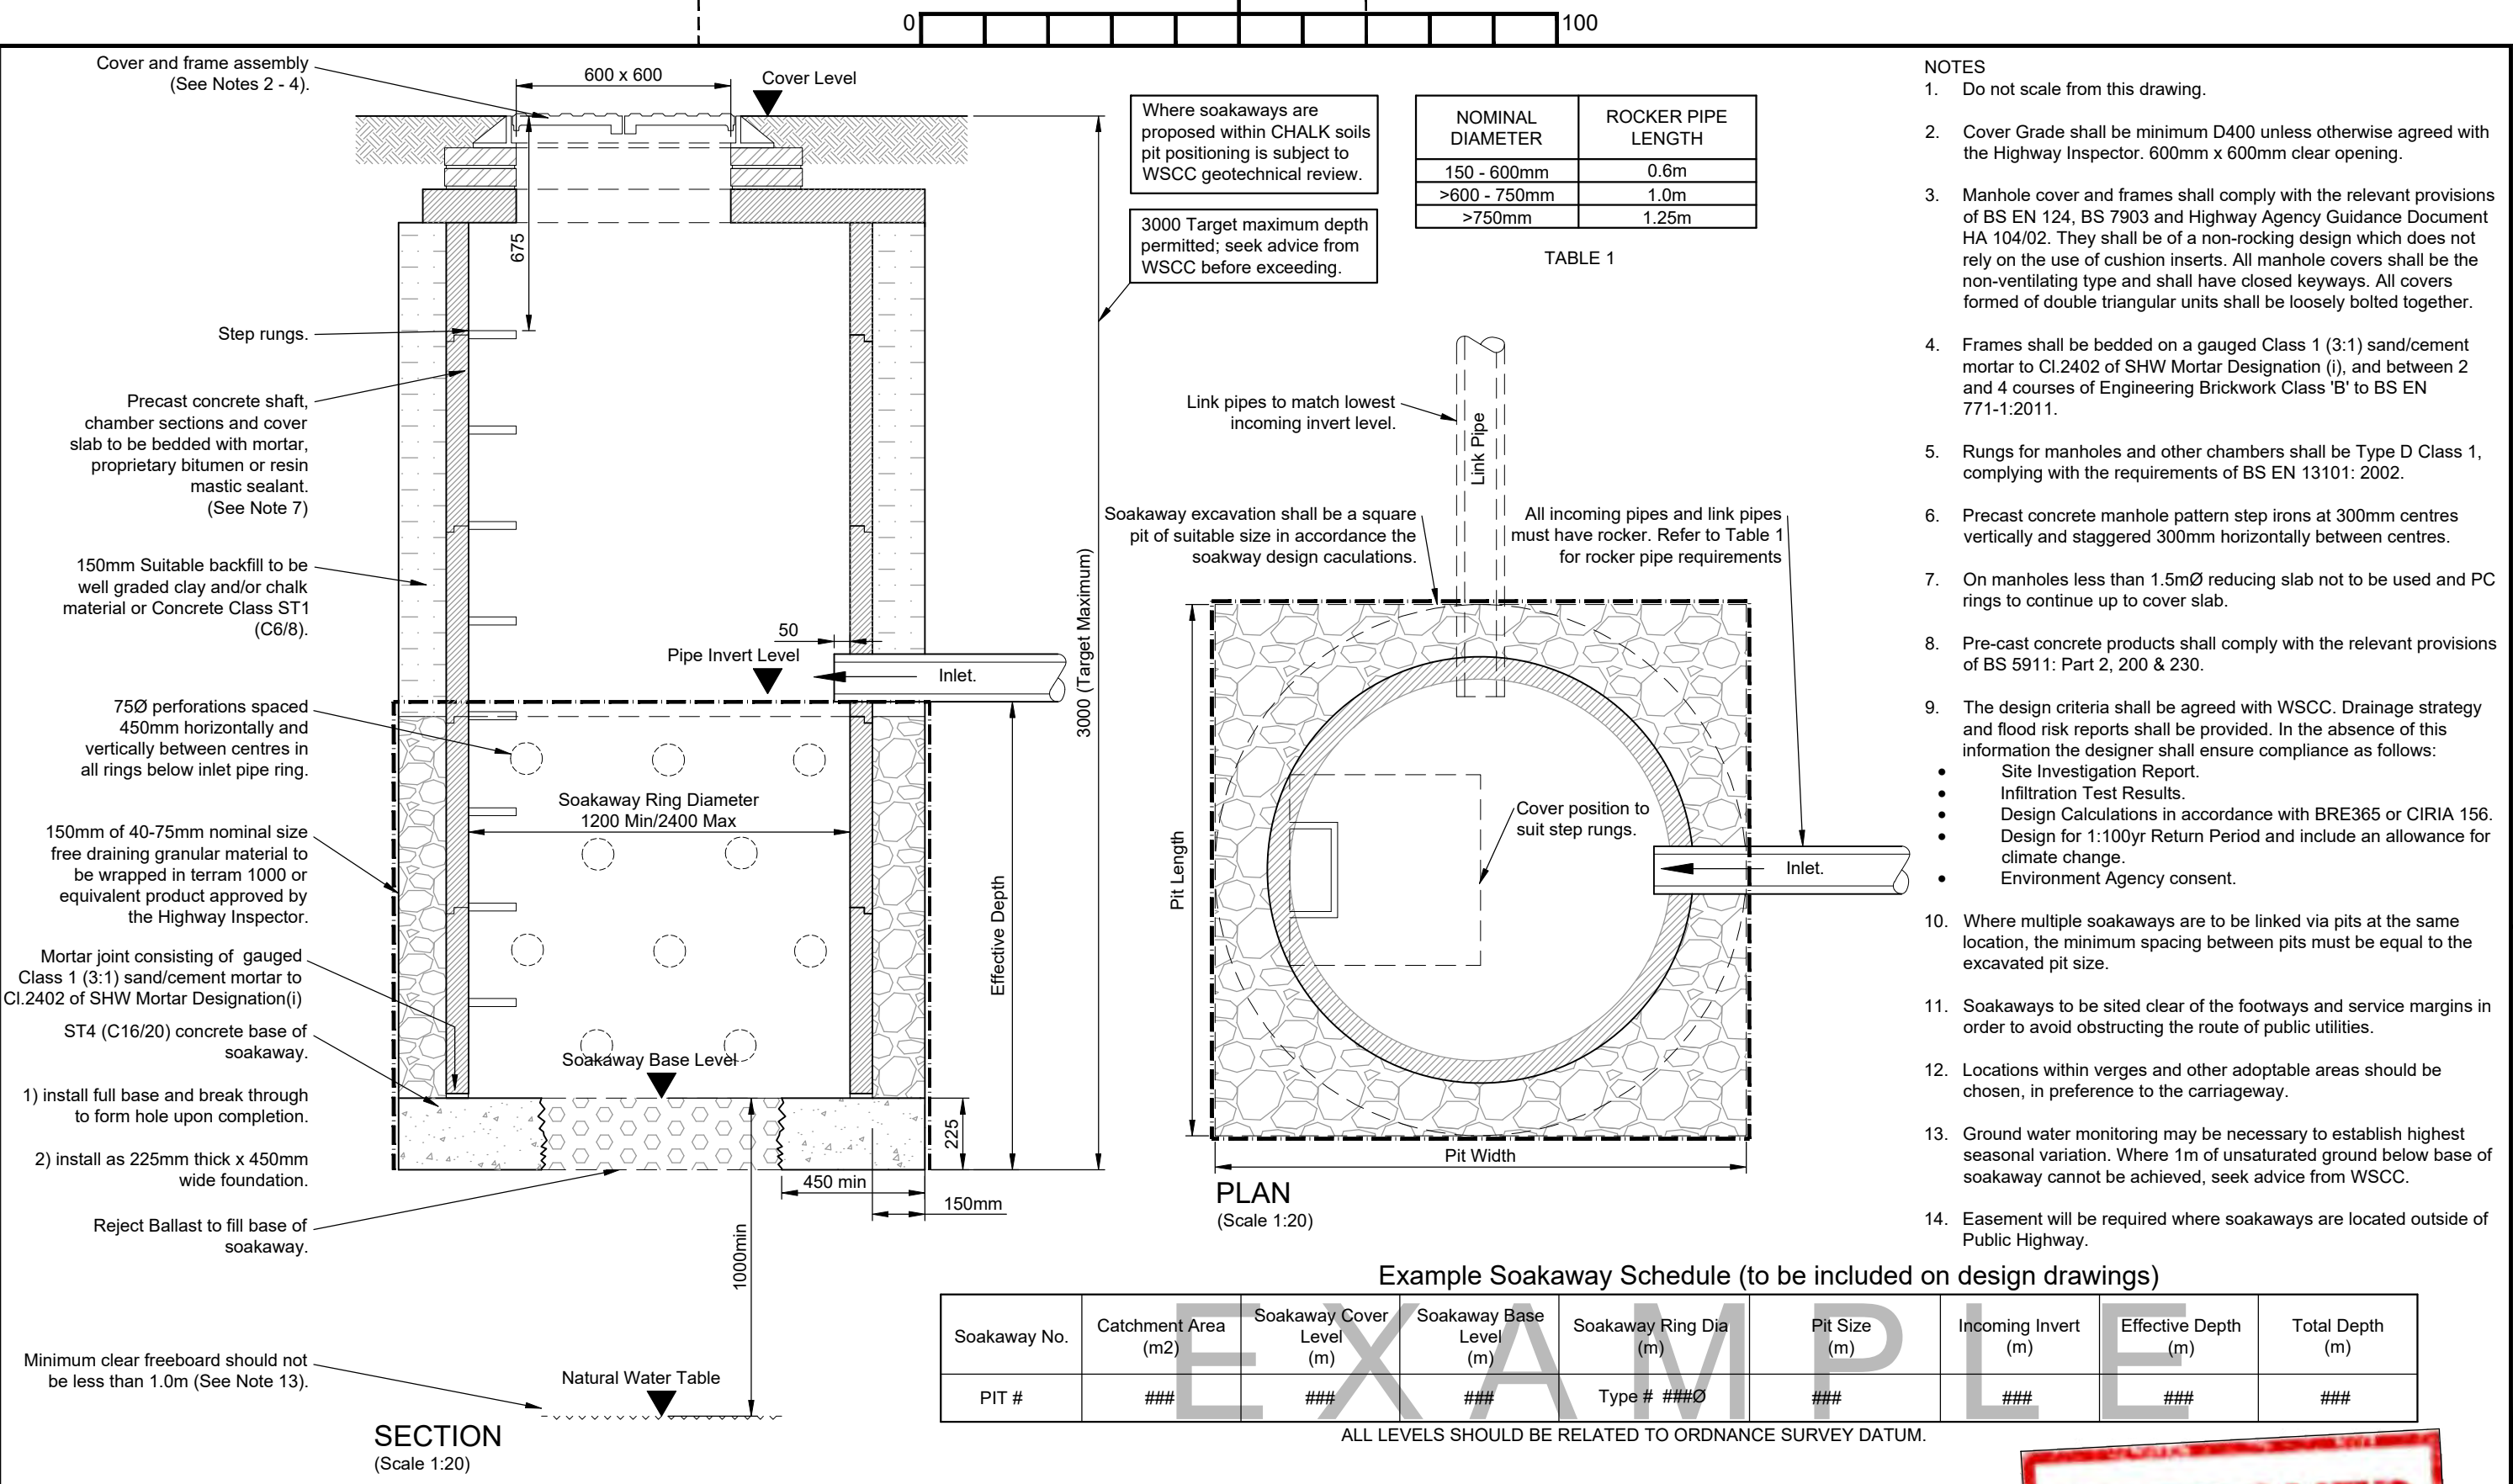 0
100
Cover and frame assembly
(See Notes 2 - 4).
600 x 600
Cover Level
675
Step rungs.
Precast concrete shaft,
chamber sections and cover
slab to be bedded with mortar,
proprietary bitumen or resin
mastic sealant.
(See Note 7)
150mm Suitable backfill to be
well graded clay and/or chalk
material or Concrete Class ST1
(C6/8).
50
Pipe Invert Level
Inlet.
75Ø perforations spaced
450mm horizontally and
vertically between centres in
all rings below inlet pipe ring.
Soakaway Ring Diameter
1200 Min/2400 Max
150mm of 40-75mm nominal size
free draining granular material to
be wrapped in terram 1000 or
equivalent product approved by
the Highway Inspector.
Mortar joint consisting of gauged
Class 1 (3:1) sand/cement mortar to
Cl.2402 of SHW Mortar Designation(i)
ST4 (C16/20) concrete base of
soakaway.
Soakaway Base Level
1) install full base and break through
to form hole upon completion.
2) install as 225mm thick x 450mm
wide foundation.
Reject Ballast to fill base of
soakaway.
225
450 min
150mm
1000min
Effective Depth
3000 (Target Maximum)
Minimum clear freeboard should not
be less than 1.0m (See Note 13).
Natural Water Table
SECTION
(Scale 1:20)
Where soakaways are
proposed within CHALK soils
pit positioning is subject to
WSCC geotechnical review.
3000 Target maximum depth
permitted; seek advice from
WSCC before exceeding.
NOMINAL
DIAMETER
ROCKER PIPE
LENGTH
150 - 600mm
0.6m
>600 - 750mm
1.0m
>750mm
1.25m
TABLE 1
Link pipes to match lowest
incoming invert level.
Link Pipe
Soakaway excavation shall be a square
pit of suitable size in accordance the
soakway design caculations.
All incoming pipes and link pipes
must have rocker. Refer to Table 1
for rocker pipe requirements
Cover position to
suit step rungs.
Inlet.
Pit Length
Pit Width
PLAN
(Scale 1:20)
NOTES
1. Do not scale from this drawing.
2. Cover Grade shall be minimum D400 unless otherwise agreed with
the Highway Inspector. 600mm x 600mm clear opening.
3. Manhole cover and frames shall comply with the relevant provisions
of BS EN 124, BS 7903 and Highway Agency Guidance Document
HA 104/02. They shall be of a non-rocking design which does not
rely on the use of cushion inserts. All manhole covers shall be the
non-ventilating type and shall have closed keyways. All covers
formed of double triangular units shall be loosely bolted together.
4. Frames shall be bedded on a gauged Class 1 (3:1) sand/cement
mortar to Cl.2402 of SHW Mortar Designation (i), and between 2
and 4 courses of Engineering Brickwork Class 'B' to BS EN
771-1:2011.
5. Rungs for manholes and other chambers shall be Type D Class 1,
complying with the requirements of BS EN 13101: 2002.
6. Precast concrete manhole pattern step irons at 300mm centres
vertically and staggered 300mm horizontally between centres.
7. On manholes less than 1.5mØ reducing slab not to be used and PC
rings to continue up to cover slab.
8. Pre-cast concrete products shall comply with the relevant provisions
of BS 5911: Part 2, 200 & 230.
9. The design criteria shall be agreed with WSCC. Drainage strategy
and flood risk reports shall be provided. In the absence of this
information the designer shall ensure compliance as follows:
• Site Investigation Report.
• Infiltration Test Results.
• Design Calculations in accordance with BRE365 or CIRIA 156.
• Design for 1:100yr Return Period and include an allowance for
climate change.
• Environment Agency consent.
10. Where multiple soakaways are to be linked via pits at the same
location, the minimum spacing between pits must be equal to the
excavated pit size.
11. Soakaways to be sited clear of the footways and service margins in
order to avoid obstructing the route of public utilities.
12. Locations within verges and other adoptable areas should be
chosen, in preference to the carriageway.
13. Ground water monitoring may be necessary to establish highest
seasonal variation. Where 1m of unsaturated ground below base of
soakaway cannot be achieved, seek advice from WSCC.
14. Easement will be required where soakaways are located outside of
Public Highway.
Example Soakaway Schedule (to be included on design drawings)
EXAMPLE
Soakaway No.
Catchment Area
(m2)
Soakaway Cover
Level
(m)
Soakaway Base
Level
(m)
Soakaway Ring Dia
(m)
Pit Size
(m)
Incoming Invert
(m)
Effective Depth
(m)
Total Depth
(m)
PIT # ### ### ### Type # ###Ø ### ### ### ###
ALL LEVELS SHOULD BE RELATED TO ORDNANCE SURVEY DATUM.